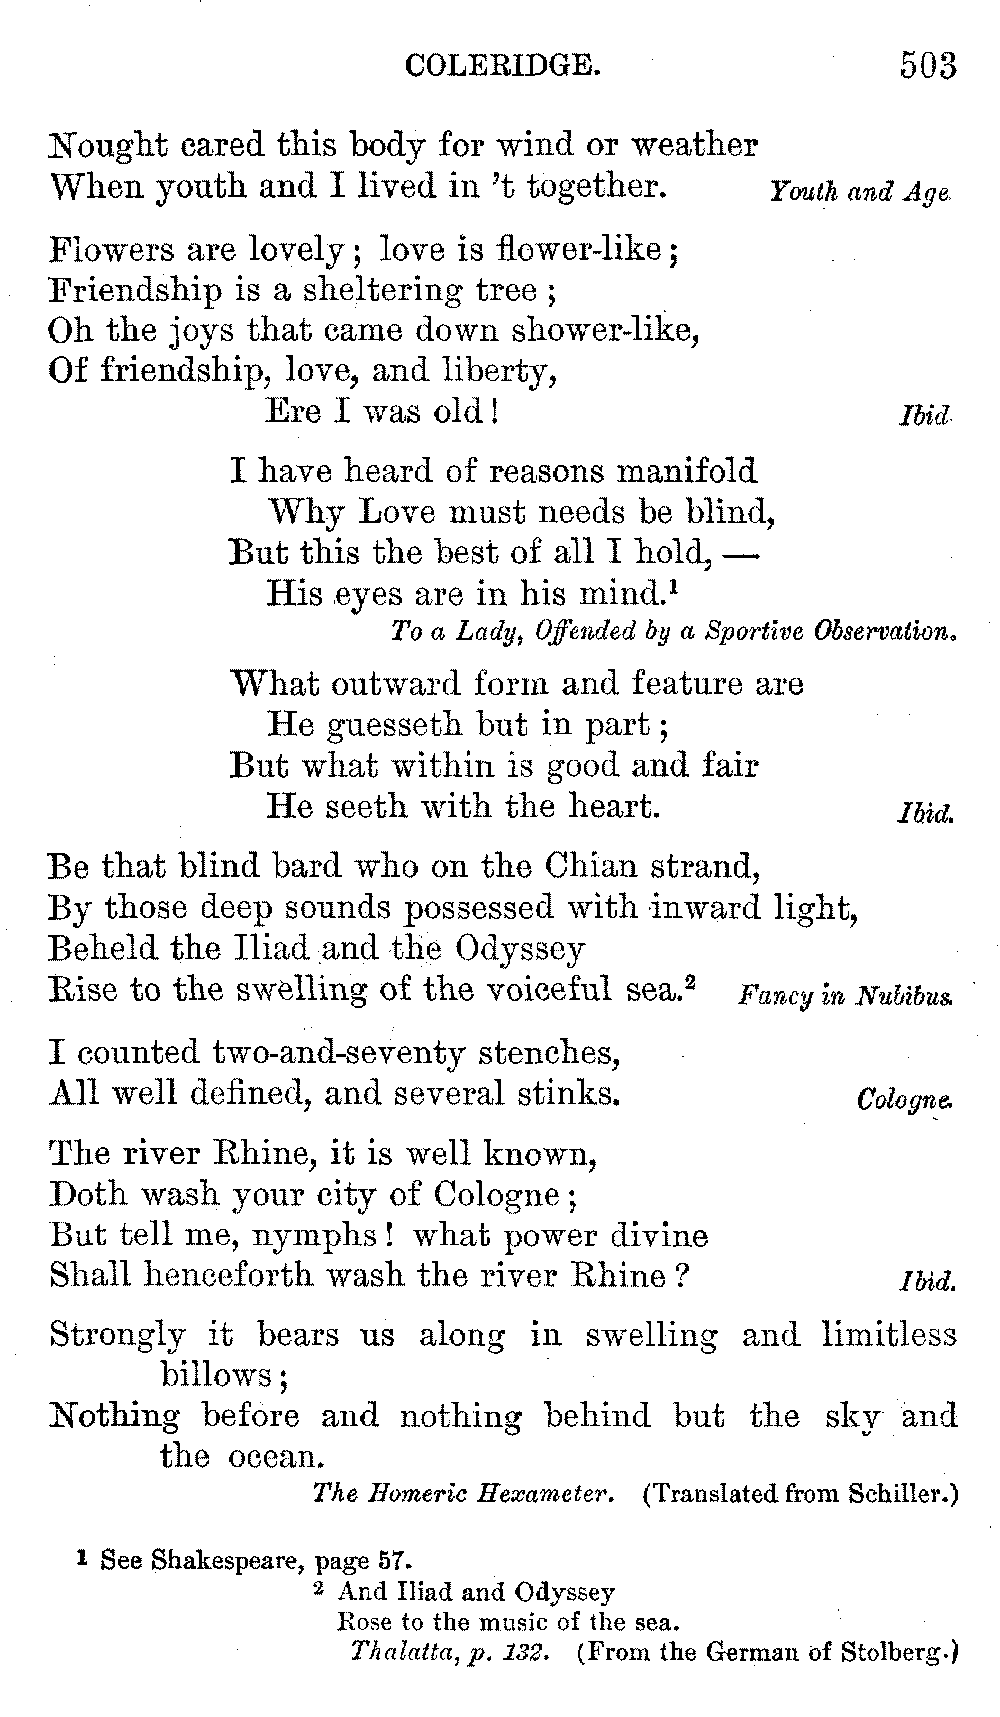 COLERIDGE. 503
Nought cared this body for wind or weather
When youth and I lived in 't together. Youth and Age.
Flowers are lovely; love is flower-like;
Friendship is a sheltering tree;
Oh the joys that came down shower-like,
Of friendship, love, and liberty,
Ere I was old! Ibid.
I have heard of reasons manifold
Why Love must needs be blind,
But this the best of all I hold, —
His eyes are in his mind.¹
To a Lady, Offended by a Sportive Observation.
What outward form and feature are
He guesseth but in part;
But what within is good and fair
He seeth with the heart. Ibid.
Be that blind bard who on the Chian strand,
By those deep sounds possessed with inward light,
Beheld the Iliad and the Odyssey
Rise to the swelling of the voiceful sea.² Fancy in Nubibus.
I counted two-and-seventy stenches,
All well defined, and several stinks. Cologne.
The river Rhine, it is well known,
Doth wash your city of Cologne;
But tell me, nymphs! what power divine
Shall henceforth wash the river Rhine? Ibid.
Strongly it bears us along in swelling and limitless
billows;
Nothing before and nothing behind but the sky and
the ocean.
The Homeric Hexameter. (Translated from Schiller.)
¹ See Shakespeare, page 57.
² And Iliad and Odyssey
Rose to the music of the sea.
Thalatta, p. 132. (From the German of Stolberg.)